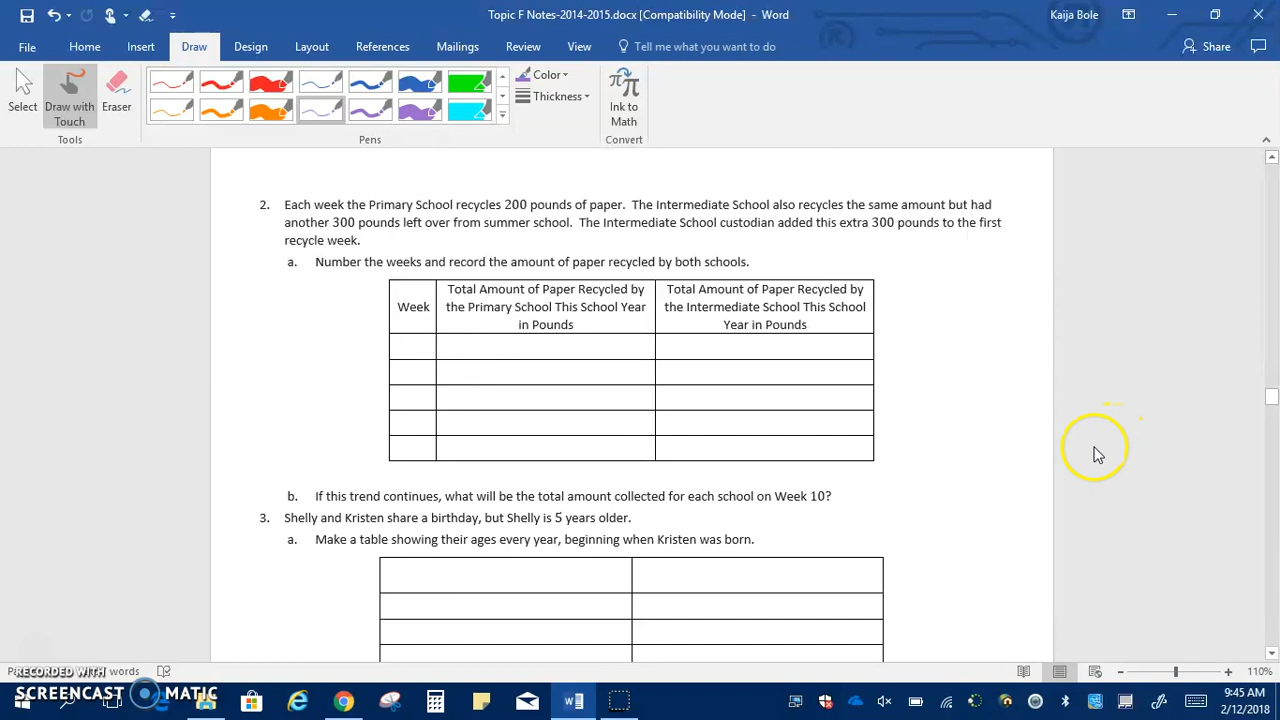 Topic F Notes-2014-2015.docx [Compatibility Mode] - Word
Kaija Bole
File Home Insert Draw Design Layout References Mailings Review View Tell me what you want to do Share
Select
Draw with
Touch
Eraser
Tools
Pens
Color
Thickness
Ink to
Math
Convert
2. Each week the Primary School recycles 200 pounds of paper. The Intermediate School also recycles the same amount but had
another 300 pounds left over from summer school. The Intermediate School custodian added this extra 300 pounds to the first
recycle week.
a. Number the weeks and record the amount of paper recycled by both schools.
Week
Total Amount of Paper Recycled by
the Primary School This School Year
in Pounds
Total Amount of Paper Recycled by
the Intermediate School This School
Year in Pounds
b. If this trend continues, what will be the total amount collected for each school on Week 10?
3. Shelly and Kristen share a birthday, but Shelly is 5 years older.
a. Make a table showing their ages every year, beginning when Kristen was born.
words
110%
RECORDED WITH
SCREENCAST MATIC
9:45 AM
2/12/2018